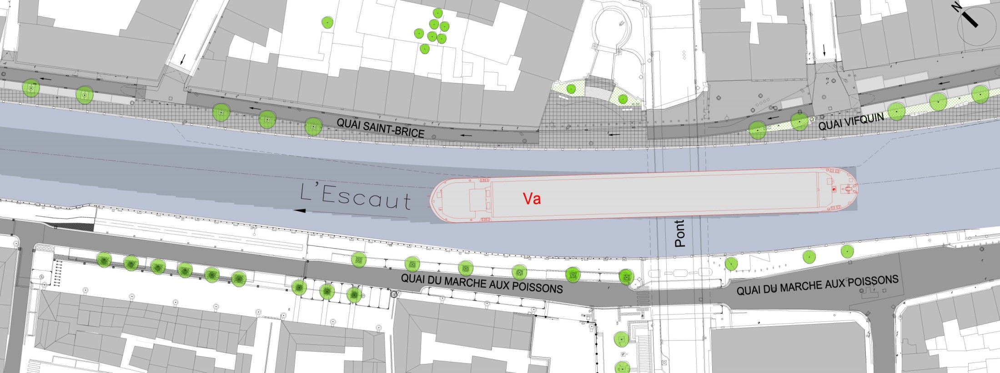 N
QUAI SAINT-BRICE
QUAI VIFQUIN
L'Escaut
Va
Pont
QUAI DU MARCHE AUX POISSONS
QUAI DU MARCHE AUX POISSONS